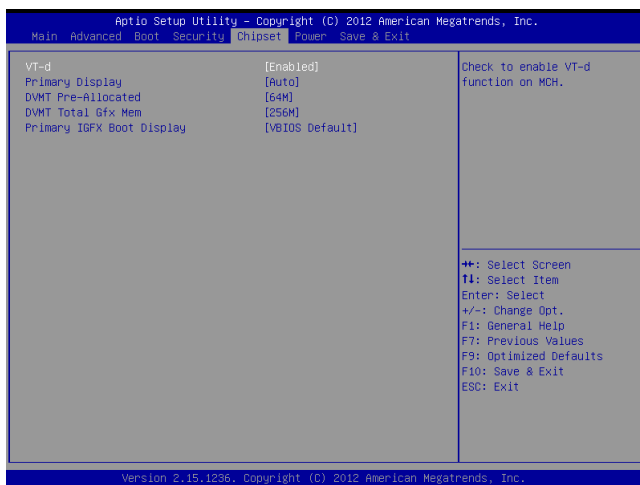 Aptio Setup Utility – Copyright (C) 2012 American Megatrends, Inc.
Main Advanced Boot Security Chipset Power Save & Exit
VT-d [Enabled]
Primary Display [Auto]
DVMT Pre-Allocated [64M]
DVMT Total Gfx Mem [256M]
Primary IGFX Boot Display [VBIOS Default]
Check to enable VT-d
function on MCH.
→←: Select Screen
↑↓: Select Item
Enter: Select
+/-: Change Opt.
F1: General Help
F7: Previous Values
F9: Optimized Defaults
F10: Save & Exit
ESC: Exit
Version 2.15.1236. Copyright (C) 2012 American Megatrends, Inc.